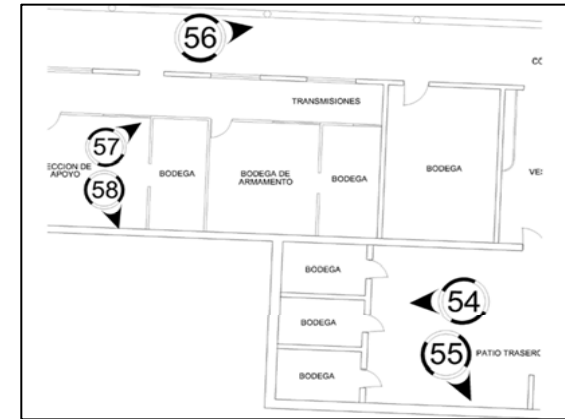 56
CC
TRANSMISIONES
57
ECCION DE
APOYO
58
BODEGA
BODEGA DE
ARMAMENTO
BODEGA
BODEGA
VES
BODEGA
BODEGA
BODEGA
54
55
PATIO TRASERO